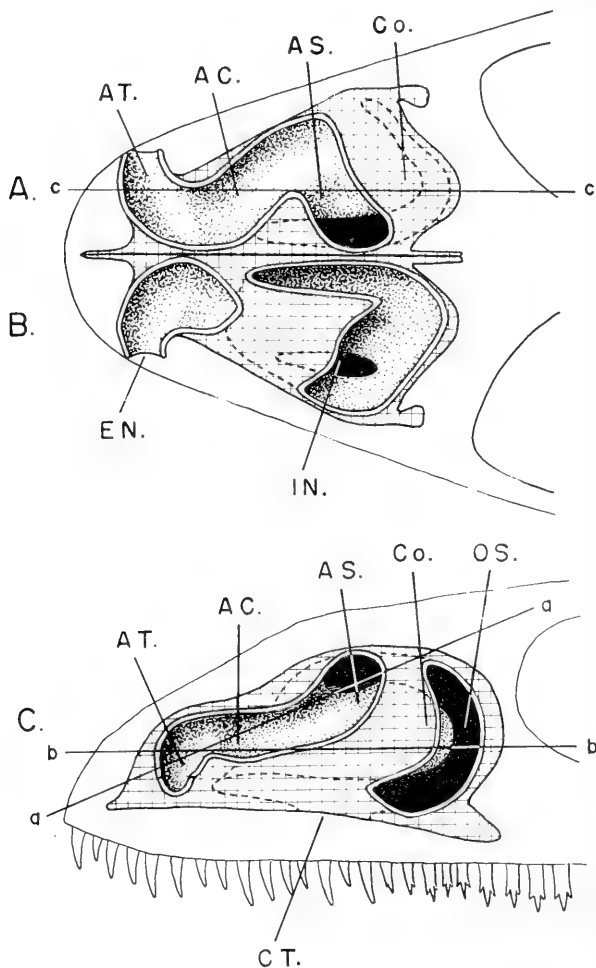 Co.
AS.
AC.
AT.
A. c c
B.
EN.
IN.
Co. OS.
AS.
AC.
a
AT.
C.
b b
a
CT.